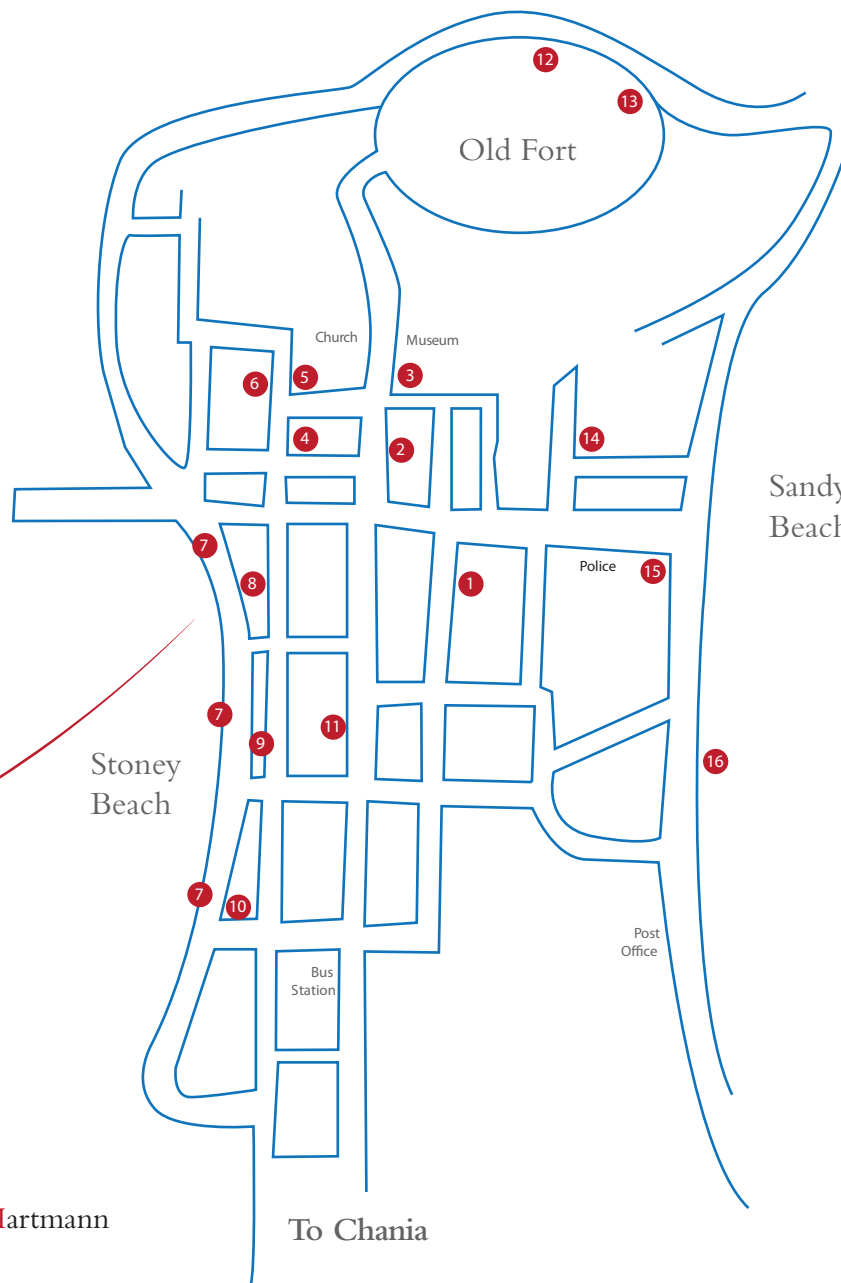 12
13
Old Fort
Church
Museum
5
3
6
4
2
14
Sandy
Beach
7
8
1
Police
15
7
11
9
16
Stoney
Beach
7
10
Post
Office
Bus
Station
Hartmann
To Chania